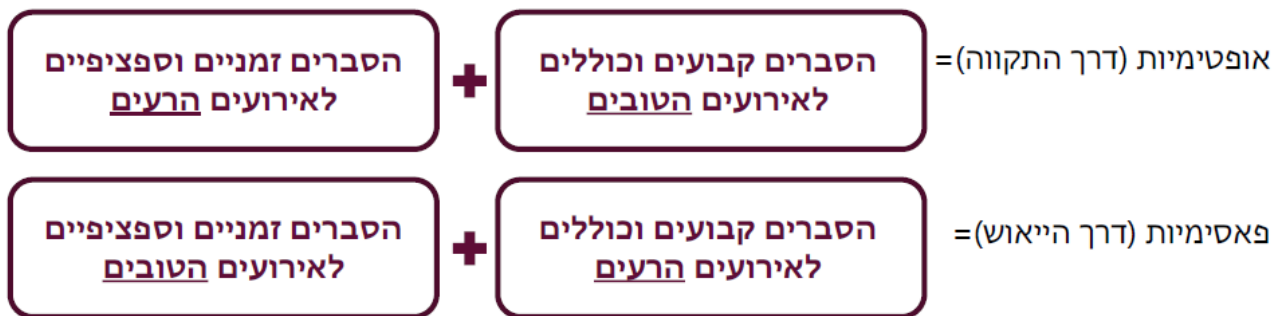 אופטימיות (דרך התקווה)=
הסברים קבועים וכוללים
לאירועים הטובים
+
הסברים זמניים וספציפיים
לאירועים הרעים
פאסימיות (דרך הייאוש)=
הסברים קבועים וכוללים
לאירועים הרעים
+
הסברים זמניים וספציפיים
לאירועים הטובים